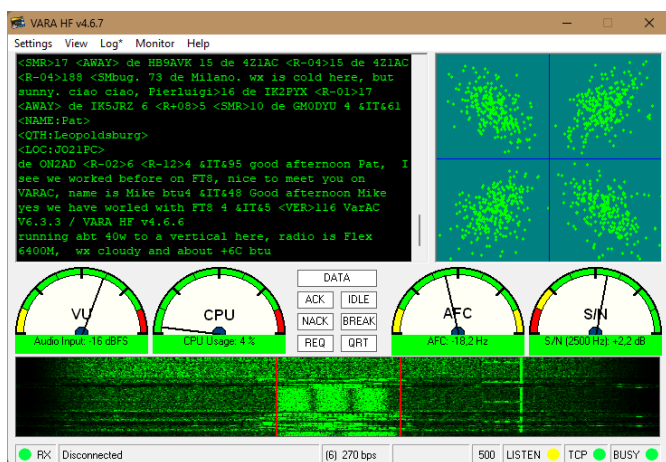 VARA HF v4.6.7
Settings View Log* Monitor Help
<SMR>17 <AWAY> de HB9AVK 15 de 4Z1AC <R-04>15 de 4Z1AC
<R-04>188 <SMbug. 73 de Milano. wx is cold here, but
sunny. ciao ciao, Pierluigi>16 de IK2PYX <R-01>17
<AWAY> de IK5JRZ 6 <R+08>5 <SMR>10 de GM0DYU 4 &IT&61
<NAME:Pat>
<QTH:Leopoldsburg>
<LOC:JO21PC>
de ON2AD <R-02>6 <R-12>4 &IT&95 good afternoon Pat, I
see we worked before on FT8, nice to meet you on
VARAC, name is Mike btu4 &IT&48 Good afternoon Mike
yes we have worled with FT8 4 &IT&5 <VER>116 VarAC
V6.3.3 / VARA HF v4.6.6
running abt 40w to a vertical here, radio is Flex
6400M, wx cloudy and about +6C btu
VU
Audio Input: -16 dBFS
CPU
CPU Usage: 4 %
DATA
ACK IDLE
NACK BREAK
REQ QRT
AFC
AFC: -18,2 Hz
S/N
S/N (2500 Hz): +2,2 dB
RX Disconnected (6) 270 bps 500 LISTEN TCP BUSY